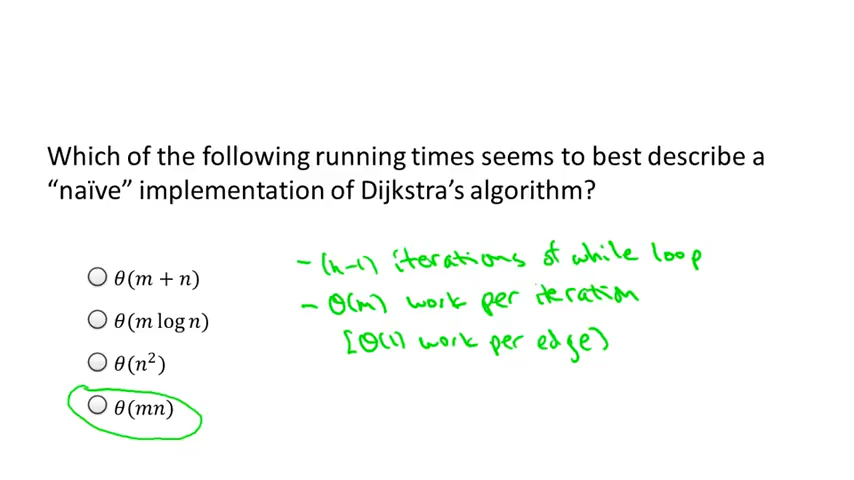 Which of the following running times seems to best describe a
“naïve” implementation of Dijkstra’s algorithm?
- (n-1) iterations of while loop
θ(m + n)
- θ(m) work per iteration
θ(m log n)
[θ(1) work per edge)
θ(n²)
θ(mn)